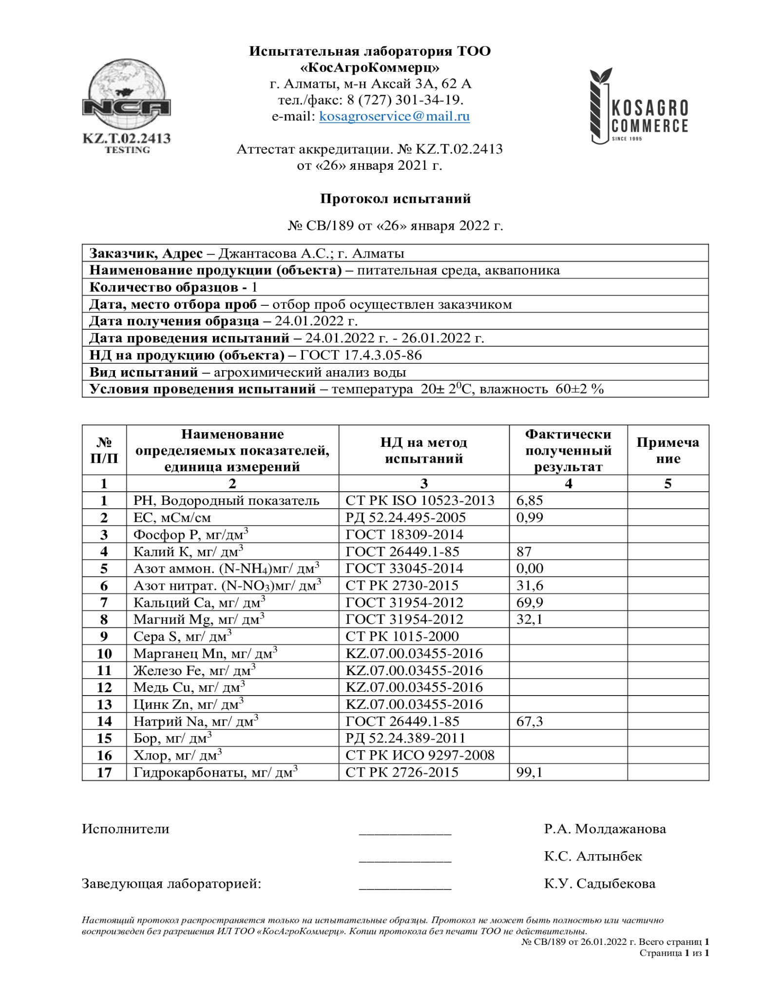 Испытательная лаборатория ТОО
«КосАгроКоммерц»
г. Алматы, м-н Аксай 3А, 62 А
тел./факс: 8 (727) 301-34-19.
e-mail: kosagroservice@mail.ru
NCA
KZ.T.02.2413
TESTING
KOSAGRO
COMMERCE
SINCE 1995
Аттестат аккредитации. № KZ.T.02.2413
от «26» января 2021 г.
Протокол испытаний
№ СВ/189 от «26» января 2022 г.
Заказчик, Адрес – Джантасова А.С.; г. Алматы
Наименование продукции (объекта) – питательная среда, аквапоника
Количество образцов - 1
Дата, место отбора проб – отбор проб осуществлен заказчиком
Дата получения образца – 24.01.2022 г.
Дата проведения испытаний – 24.01.2022 г. - 26.01.2022 г.
НД на продукцию (объекта) – ГОСТ 17.4.3.05-86
Вид испытаний – агрохимический анализ воды
Условия проведения испытаний – температура 20± 2⁰С, влажность 60±2 %
№ П/П Наименование определяемых показателей, единица измерений НД на метод испытаний Фактически полученный результат Примеча ние
1 2 3 4 5
1 РН, Водородный показатель СТ РК ISO 10523-2013 6,85
2 ЕС, мСм/см РД 52.24.495-2005 0,99
3 Фосфор Р, мг/дм³ ГОСТ 18309-2014
4 Калий К, мг/ дм³ ГОСТ 26449.1-85 87
5 Азот аммон. (N-NH₄)мг/ дм³ ГОСТ 33045-2014 0,00
6 Азот нитрат. (N-NO₃)мг/ дм³ СТ РК 2730-2015 31,6
7 Кальций Са, мг/ дм³ ГОСТ 31954-2012 69,9
8 Магний Mg, мг/ дм³ ГОСТ 31954-2012 32,1
9 Сера S, мг/ дм³ СТ РК 1015-2000
10 Марганец Mn, мг/ дм³ KZ.07.00.03455-2016
11 Железо Fe, мг/ дм³ KZ.07.00.03455-2016
12 Медь Cu, мг/ дм³ KZ.07.00.03455-2016
13 Цинк Zn, мг/ дм³ KZ.07.00.03455-2016
14 Натрий Na, мг/ дм³ ГОСТ 26449.1-85 67,3
15 Бор, мг/ дм³ РД 52.24.389-2011
16 Хлор, мг/ дм³ СТ РК ИСО 9297-2008
17 Гидрокарбонаты, мг/ дм³ СТ РК 2726-2015 99,1
Исполнители ____________ Р.А. Молдажанова
____________ К.С. Алтынбек
Заведующая лабораторией: ____________ К.У. Садыбекова
Настоящий протокол распространяется только на испытательные образцы. Протокол не может быть полностью или частично
воспроизведен без разрешения ИЛ ТОО «КосАгроКоммерц». Копии протокола без печати ТОО не действительны.
№ СВ/189 от 26.01.2022 г. Всего страниц 1
Страница 1 из 1